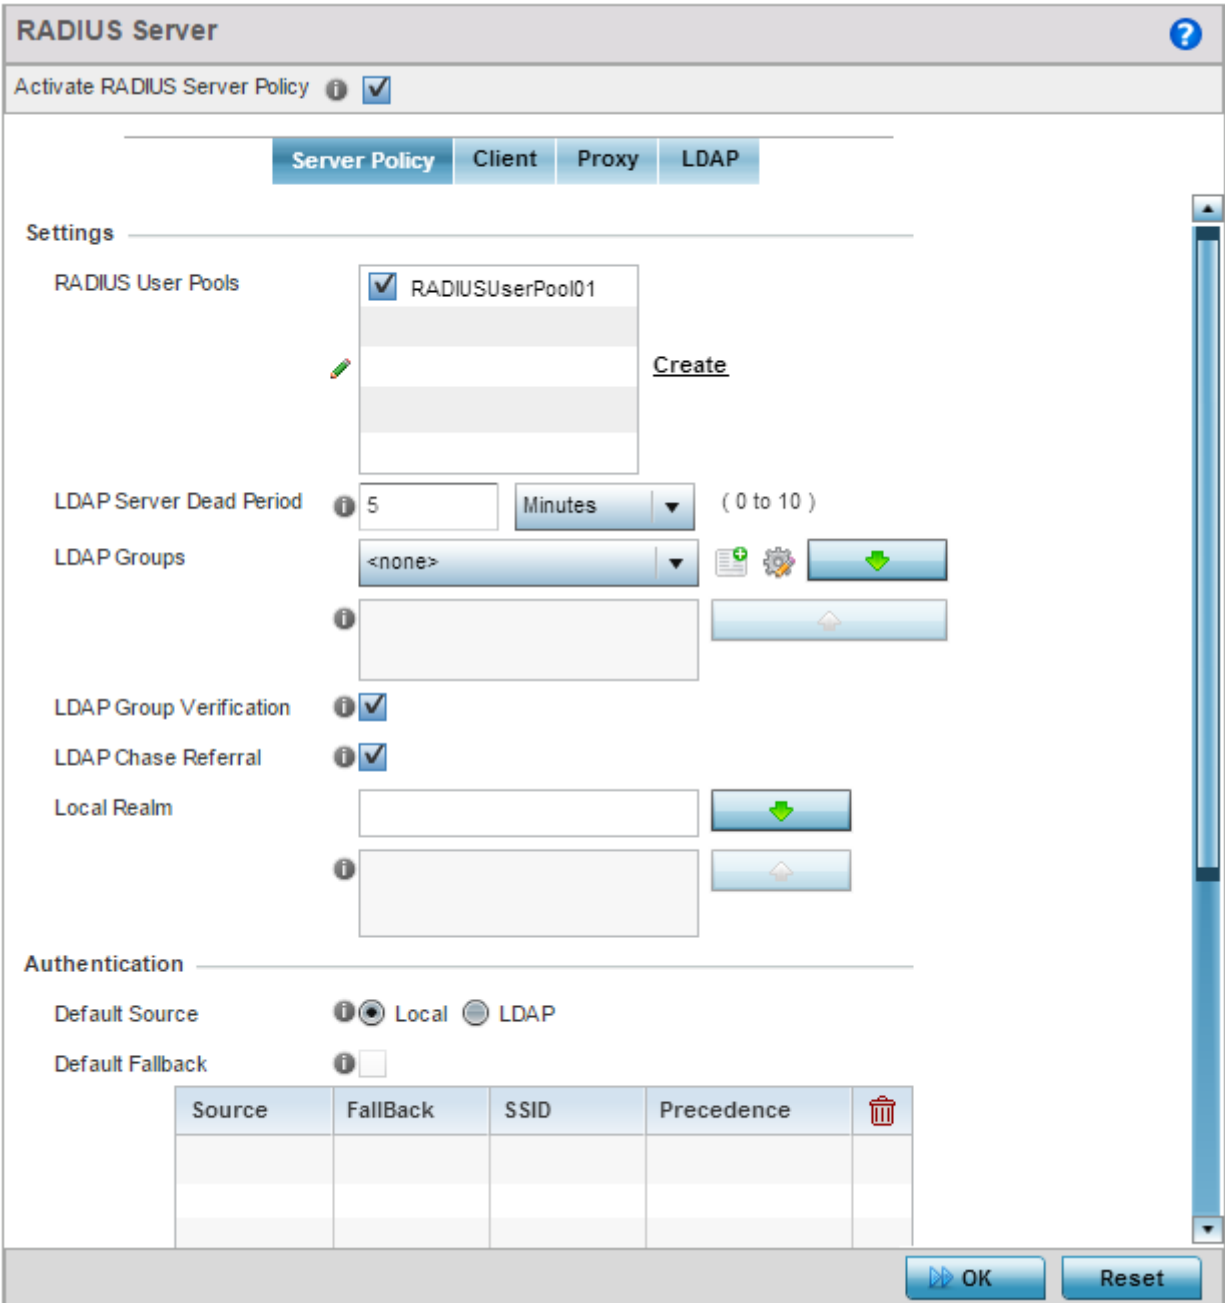 RADIUS Server
?
Activate RADIUS Server Policy
Server Policy Client Proxy LDAP
Settings
RADIUS User Pools
RADIUSUserPool01
Create
LDAP Server Dead Period 5 Minutes ( 0 to 10 )
LDAP Groups <none>
LDAP Group Verification
LDAP Chase Referral
Local Realm
Authentication
Default Source Local LDAP
Default Fallback
Source FallBack SSID Precedence
OK Reset